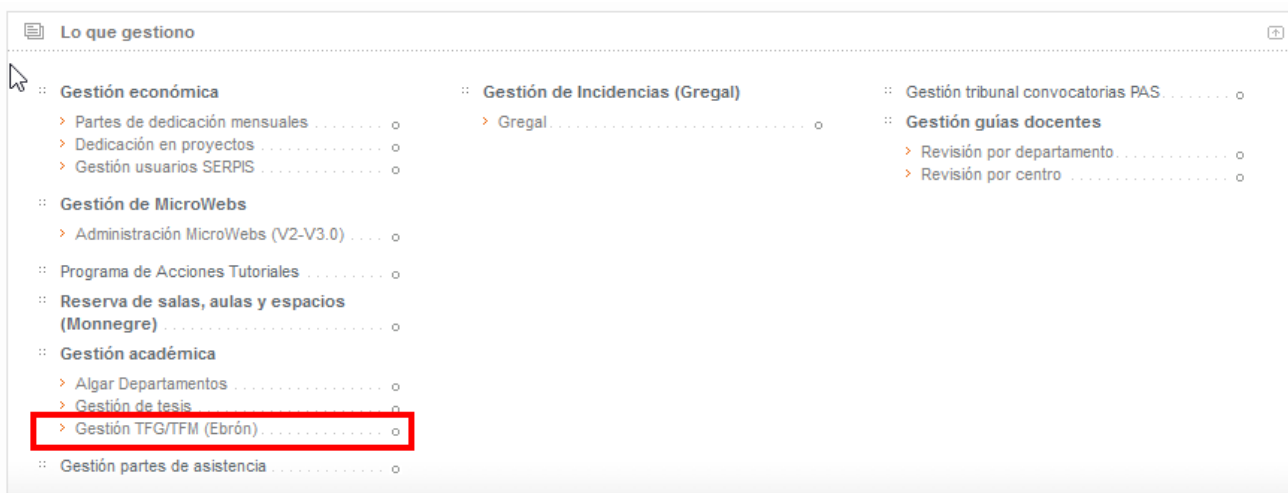 Lo que gestiono
Gestión económica
Partes de dedicación mensuales
Dedicación en proyectos
Gestión usuarios SERPIS
Gestión de MicroWebs
Administración MicroWebs (V2-V3.0)
Programa de Acciones Tutoriales
Reserva de salas, aulas y espacios
(Monnegre)
Gestión académica
Algar Departamentos
Gestión de tesis
Gestión TFG/TFM (Ebrón)
Gestión partes de asistencia
Gestión de Incidencias (Gregal)
Gregal
Gestión tribunal convocatorias PAS
Gestión guías docentes
Revisión por departamento
Revisión por centro